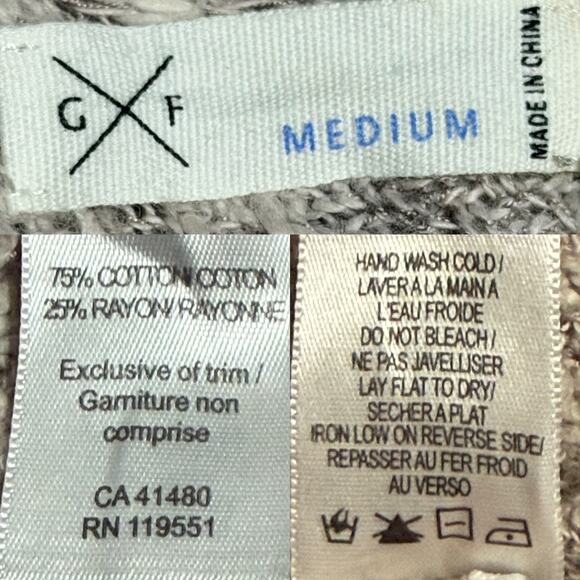 G F
MEDIUM
MADE IN CHINA
75% COTTON/COTON
25% RAYON/RAYONNE
Exclusive of trim /
Garniture non
comprise
CA 41480
RN 119551
HAND WASH COLD /
LAVER A LA MAIN A
L'EAU FROIDE
DO NOT BLEACH /
NE PAS JAVELLISER
LAY FLAT TO DRY/
SECHER A PLAT
IRON LOW ON REVERSE SIDE/
REPASSER AU FER FROID
AU VERSO